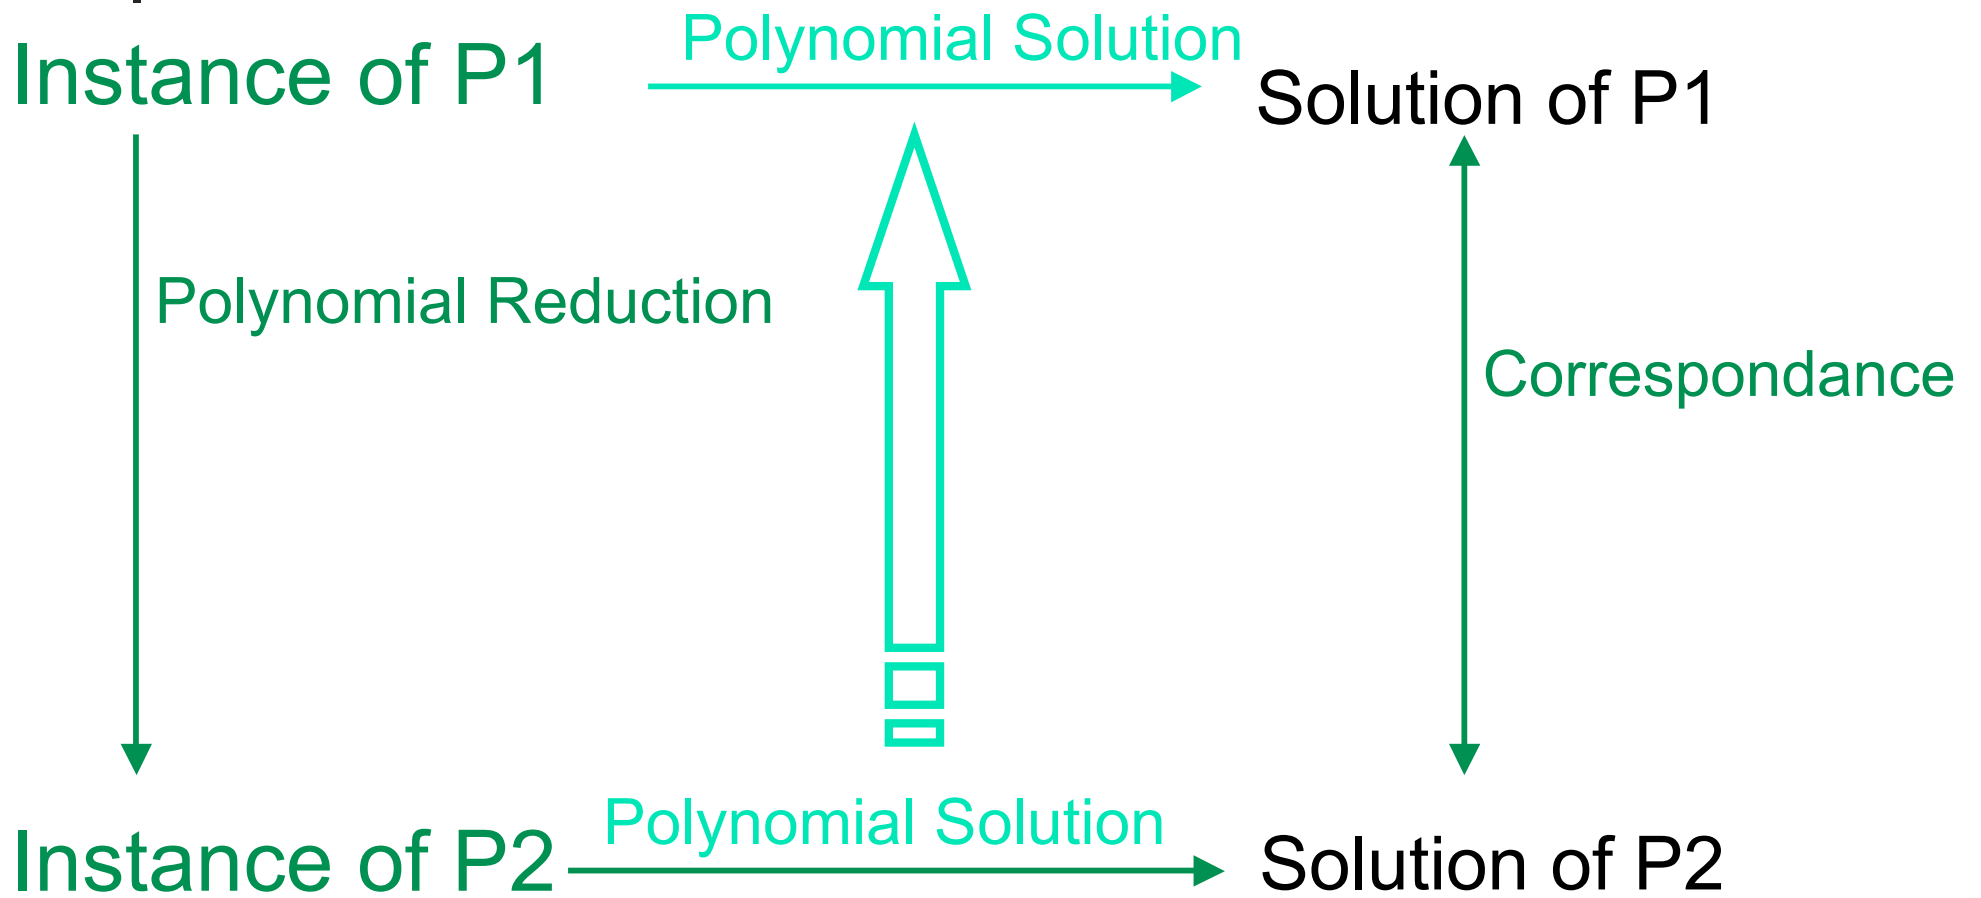 Polynomial Solution
Instance of P1
Solution of P1
Polynomial Reduction
Correspondance
Polynomial Solution
Instance of P2
Solution of P2